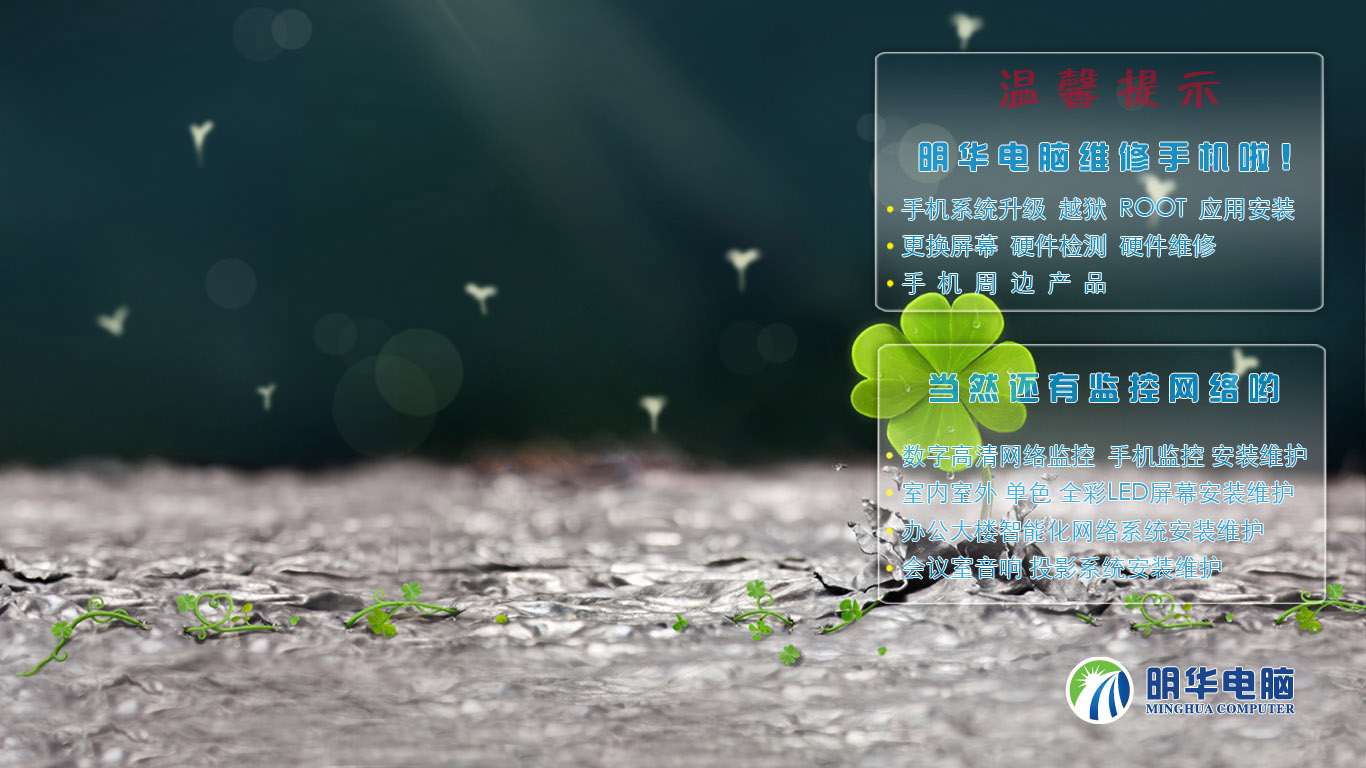 温馨提示
明华电脑维修手机啦！
手机系统升级 越狱 ROOT 应用安装
更换屏幕 硬件检测 硬件维修
手机周边产品
当然还有监控网络哟
数字高清网络监控 手机监控 安装维护
室内室外 单色 全彩LED屏幕安装维护
办公大楼智能化网络系统安装维护
会议室音响 投影系统安装维护
明华电脑
MINGHUA COMPUTER